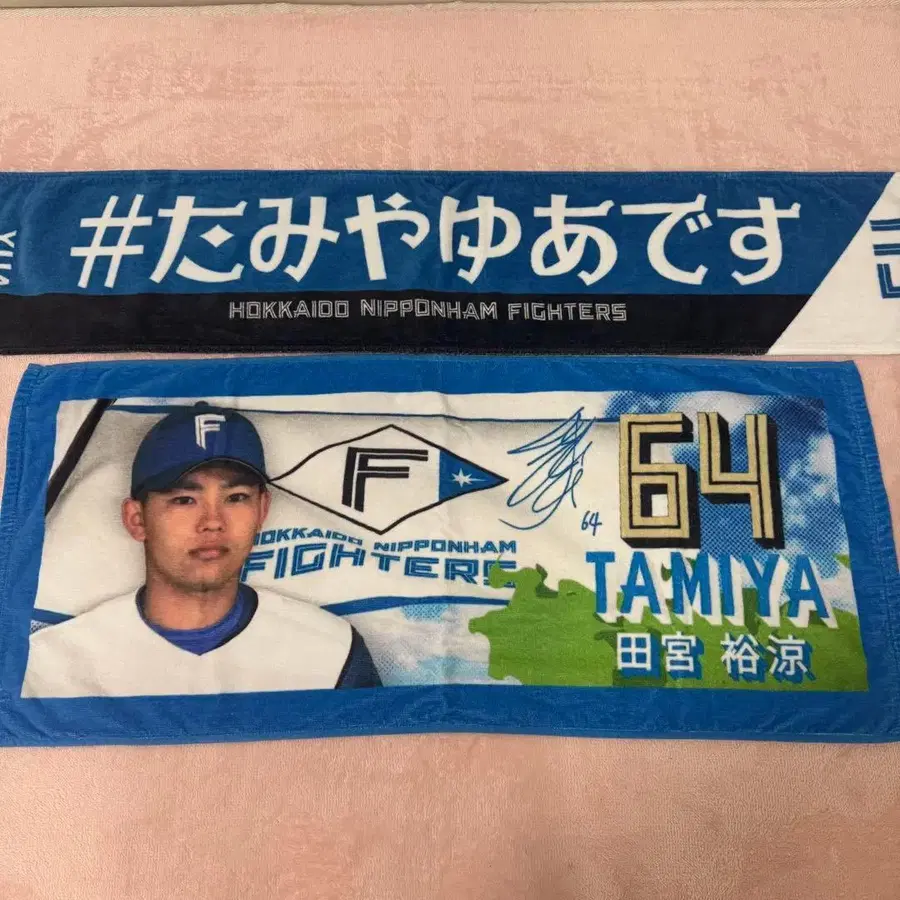 #たみやゆあです
HOKKAIDO NIPPONHAM FIGHTERS
F
F
HOKKAIDO NIPPONHAM
FIGHTERS
64
64
TAMIYA
田宮 裕涼